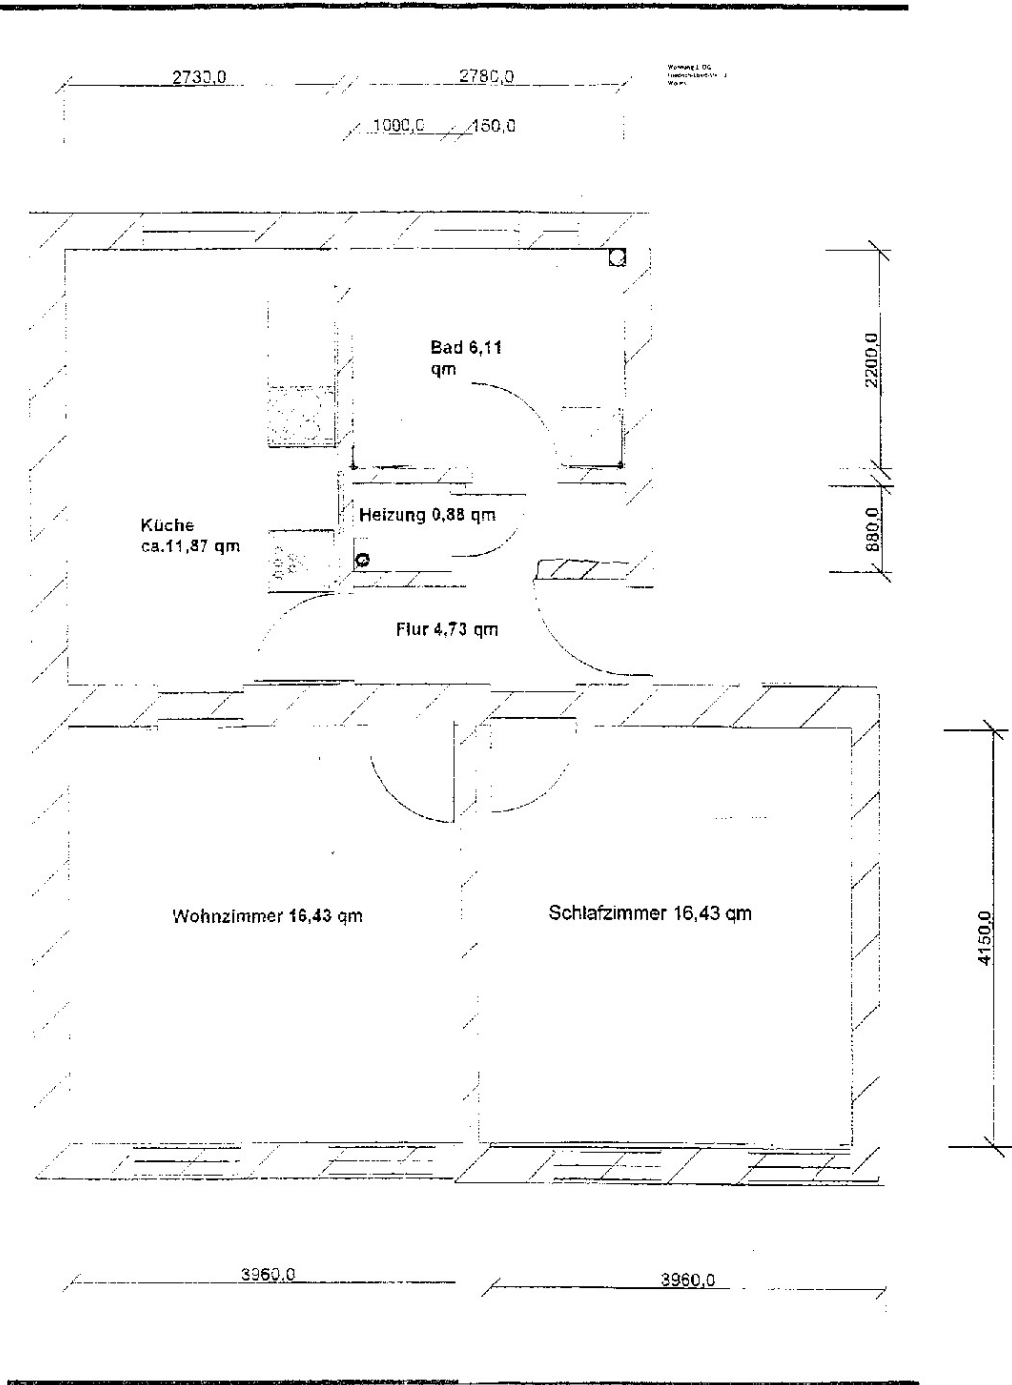 2730,0
2780,0
1000,0
150,0
2200,0
Bad 6,11
qm
880,0
Heizung 0,88 qm
Küche
ca.11,87 qm
Flur 4,73 qm
Wohnzimmer 16,43 qm
Schlafzimmer 16,43 qm
4150,0
3960,0
3960,0